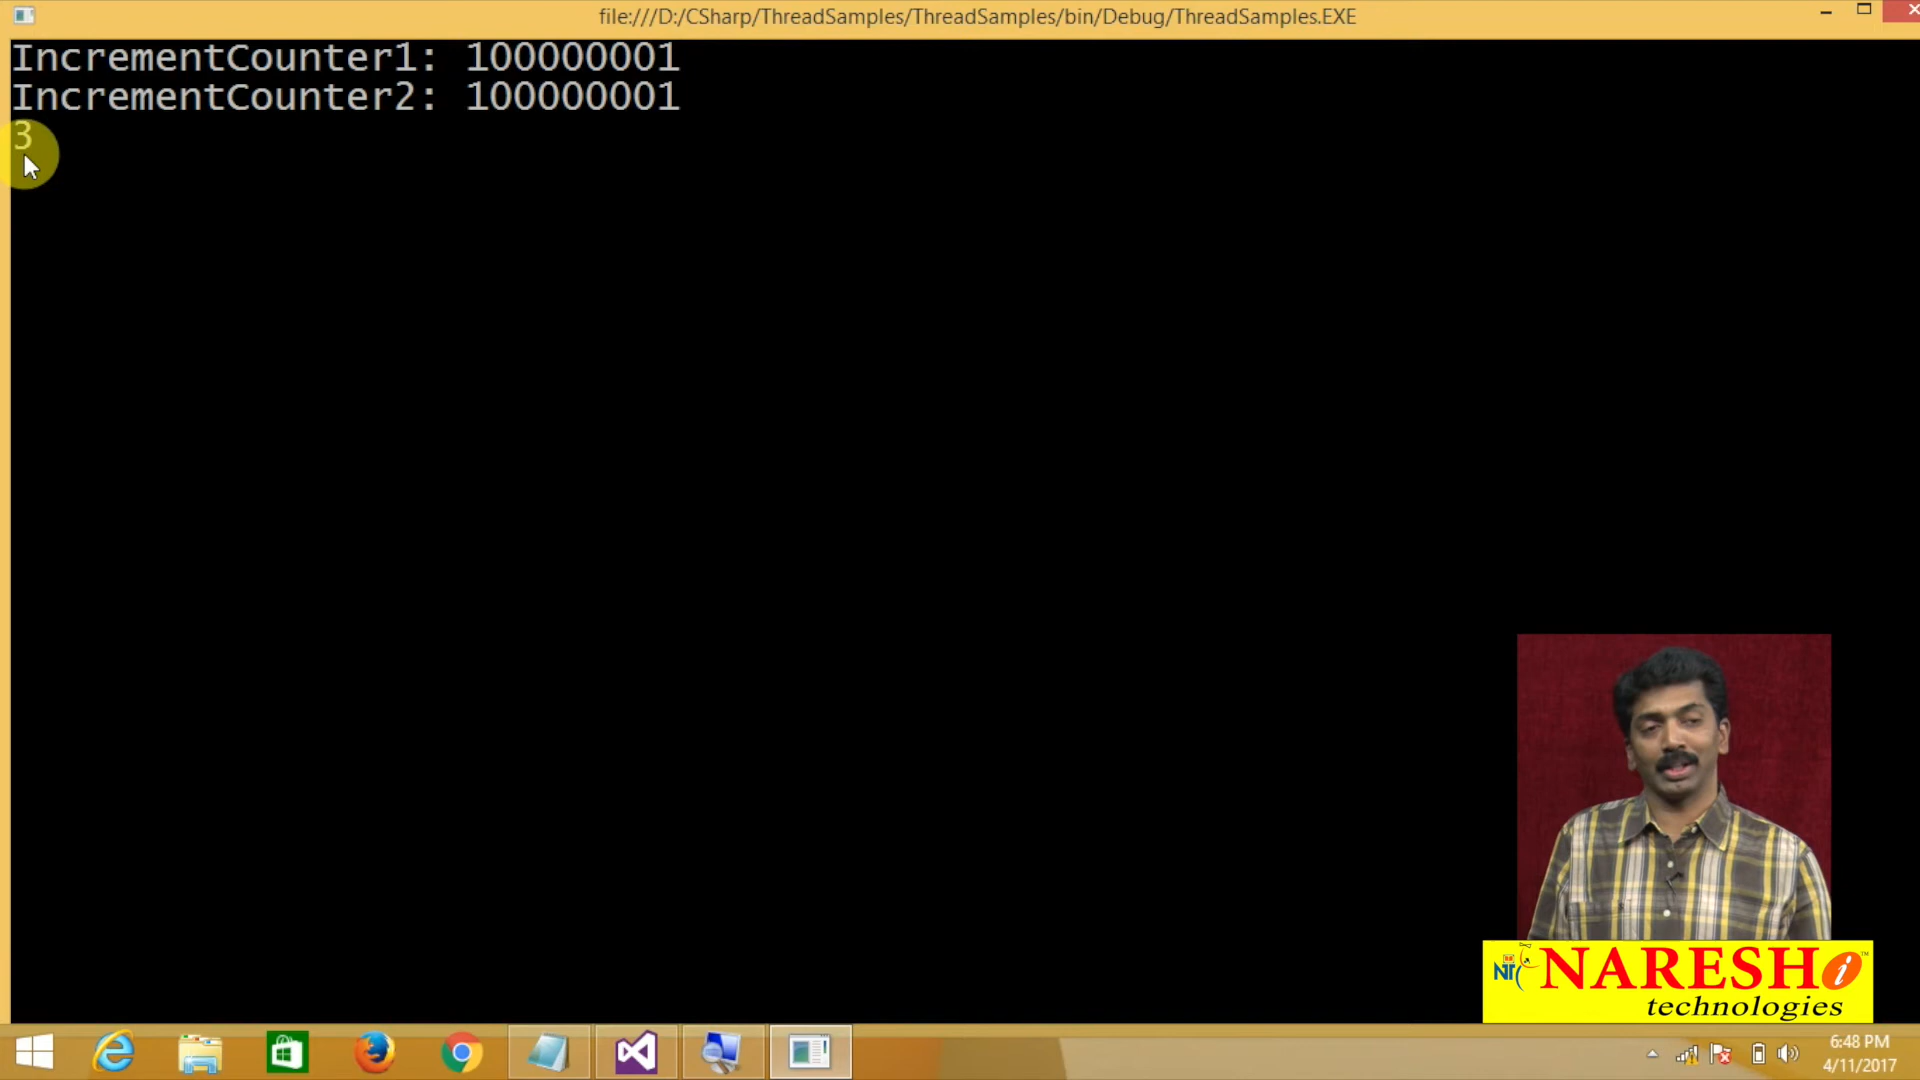 file:///D:/CSharp/ThreadSamples/ThreadSamples/bin/Debug/ThreadSamples.EXE
IncrementCounter1: 100000001
IncrementCounter2: 100000001
3
NARESH i
technologies
6:48 PM
4/11/2017